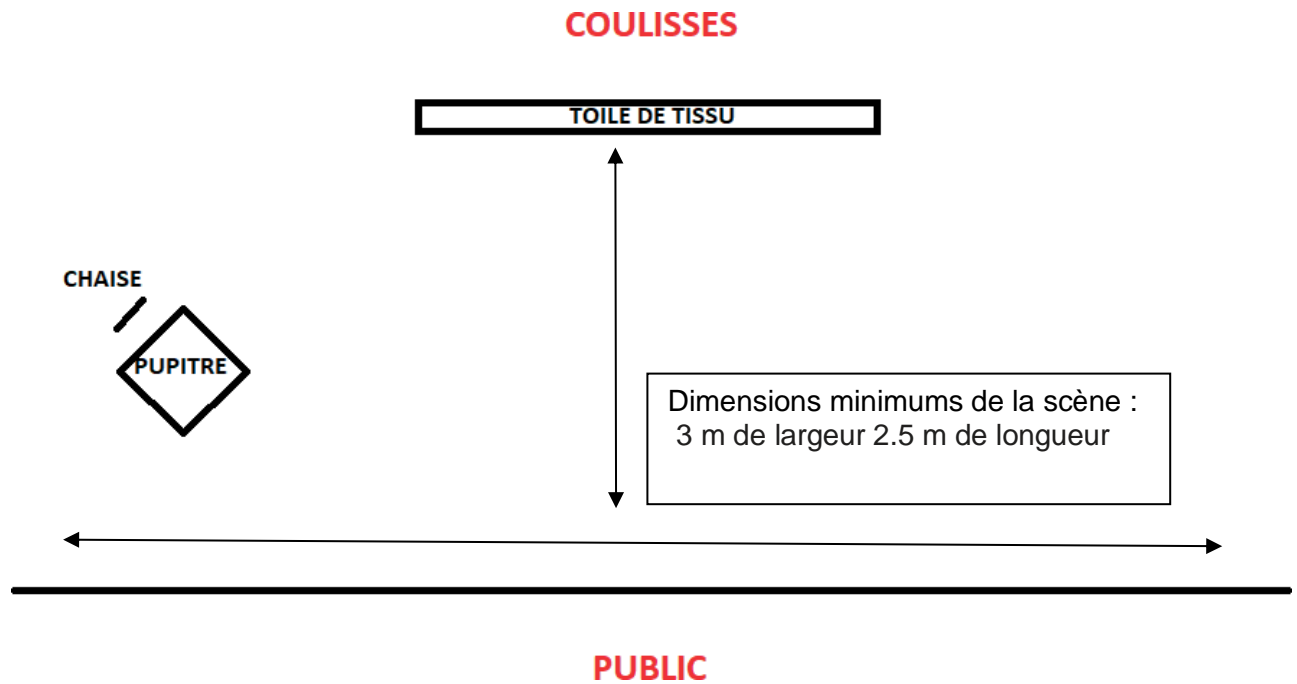 COULISSES
TOILE DE TISSU
CHAISE
PUPITRE
Dimensions minimums de la scène :
3 m de largeur 2.5 m de longueur
PUBLIC